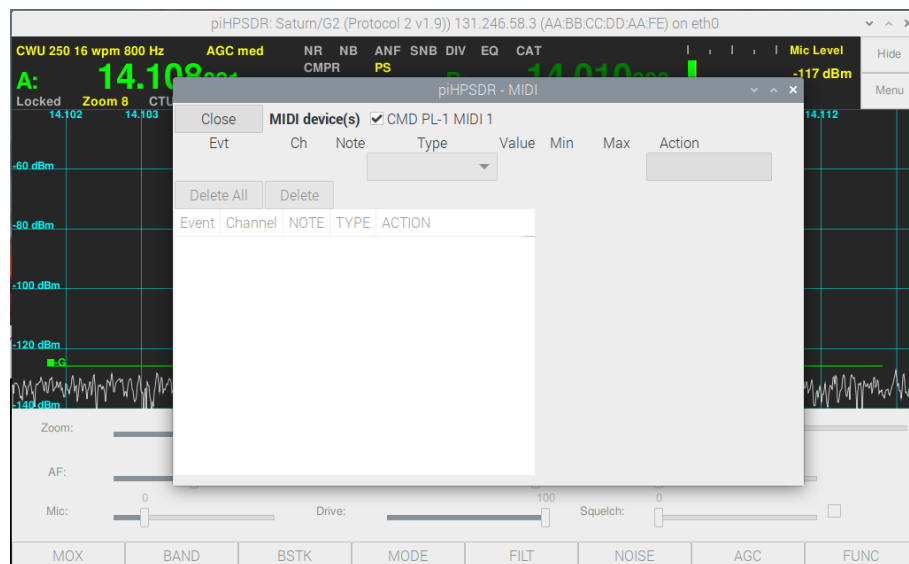 piHPSDR: Saturn/G2 (Protocol 2 v1.9)) 131.246.58.3 (AA:BB:CC:DD:AA:FE) on eth0
CWU 250 16 wpm 800 Hz AGC med NR NB ANF SNB DIV EQ CAT Mic Level Hide
CMPR PS
A: 14.108 14.010 -117 dBm
Locked Zoom 8 CTU Menu
14.102 14.103 14.112
piHPSDR - MIDI
Close MIDI device(s) CMD PL-1 MIDI 1
Evt Ch Note Type Value Min Max Action
-60 dBm
Delete All Delete
-80 dBm Event Channel NOTE TYPE ACTION
-100 dBm
-120 dBm
-G
-140 dBm
Zoom:
AF:
0 100 0
Mic: Drive: Squelch:
MOX BAND BSTK MODE FILT NOISE AGC FUNC